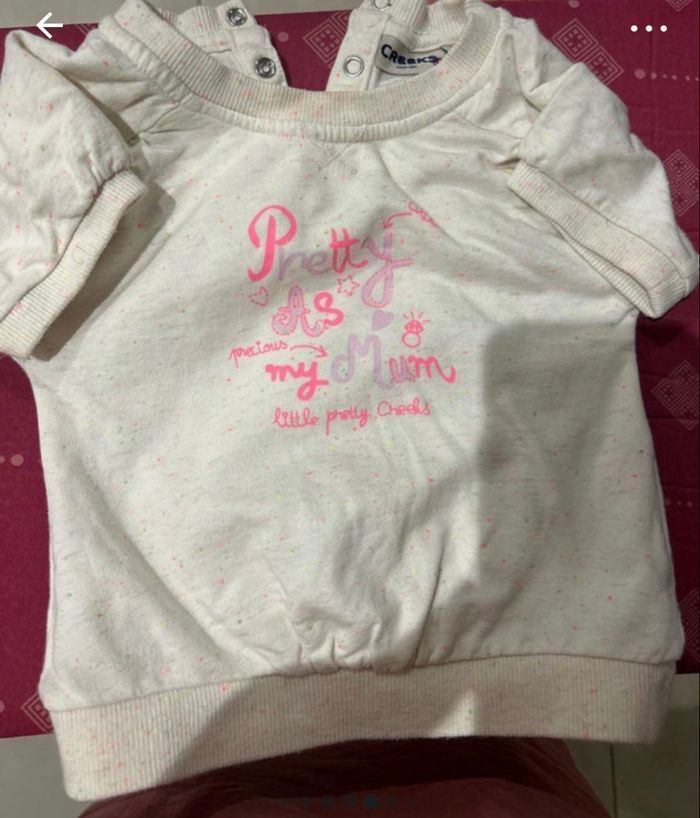 CREEKS
Pretty
As
precious
my Mum
little pretty Creeks